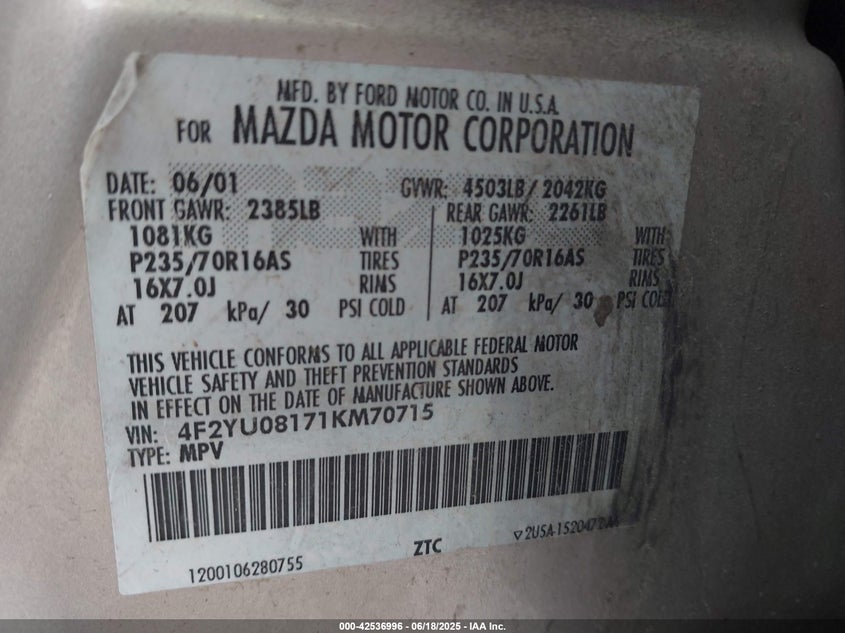 MFD. BY FORD MOTOR CO. IN U.S.A.
FOR MAZDA MOTOR CORPORATION
DATE: 06/01 GVWR: 4503LB/ 2042KG
FRONT GAWR: 2385LB REAR GAWR: 2261LB
1081KG WITH 1025KG WITH
P235/70R16AS TIRES P235/70R16AS TIRES
16X7.0J RIMS 16X7.0J RIMS
AT 207 kPa/ 30 PSI COLD AT 207 kPa/ 30 PSI COLD
THIS VEHICLE CONFORMS TO ALL APPLICABLE FEDERAL MOTOR
VEHICLE SAFETY AND THEFT PREVENTION STANDARDS
IN EFFECT ON THE DATE OF MANUFACTURE SHOWN ABOVE.
VIN: 4F2YU08171KM70715
TYPE: MPV
1200106280755 ZTC
000-42536996 - 06/18/2025 - IAA Inc.